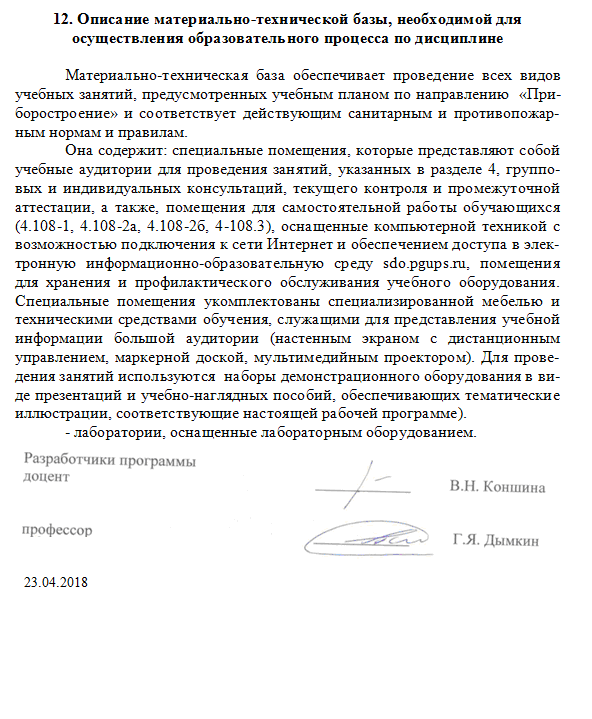 12. Описание материально-технической базы, необходимой для
осуществления образовательного процесса по дисциплине
Материально-техническая база обеспечивает проведение всех видов
учебных занятий, предусмотренных учебным планом по направлению «При-
боростроение» и соответствует действующим санитарным и противопожар-
ным нормам и правилам.
Она содержит: специальные помещения, которые представляют собой
учебные аудитории для проведения занятий, указанных в разделе 4, группо-
вых и индивидуальных консультаций, текущего контроля и промежуточной
аттестации, а также, помещения для самостоятельной работы обучающихся
(4.108-1, 4.108-2а, 4.108-2б, 4-108.3), оснащенные компьютерной техникой с
возможностью подключения к сети Интернет и обеспечением доступа в элек-
тронную информационно-образовательную среду sdo.pgups.ru, помещения
для хранения и профилактического обслуживания учебного оборудования.
Специальные помещения укомплектованы специализированной мебелью и
техническими средствами обучения, служащими для представления учебной
информации большой аудитории (настенным экраном с дистанционным
управлением, маркерной доской, мультимедийным проектором). Для прове-
дения занятий используются наборы демонстрационного оборудования в ви-
де презентаций и учебно-наглядных пособий, обеспечивающих тематические
иллюстрации, соответствующие настоящей рабочей программе).
- лаборатории, оснащенные лабораторным оборудованием.
Разработчики программы
доцент
В.Н. Коншина
профессор
Г.Я. Дымкин
23.04.2018